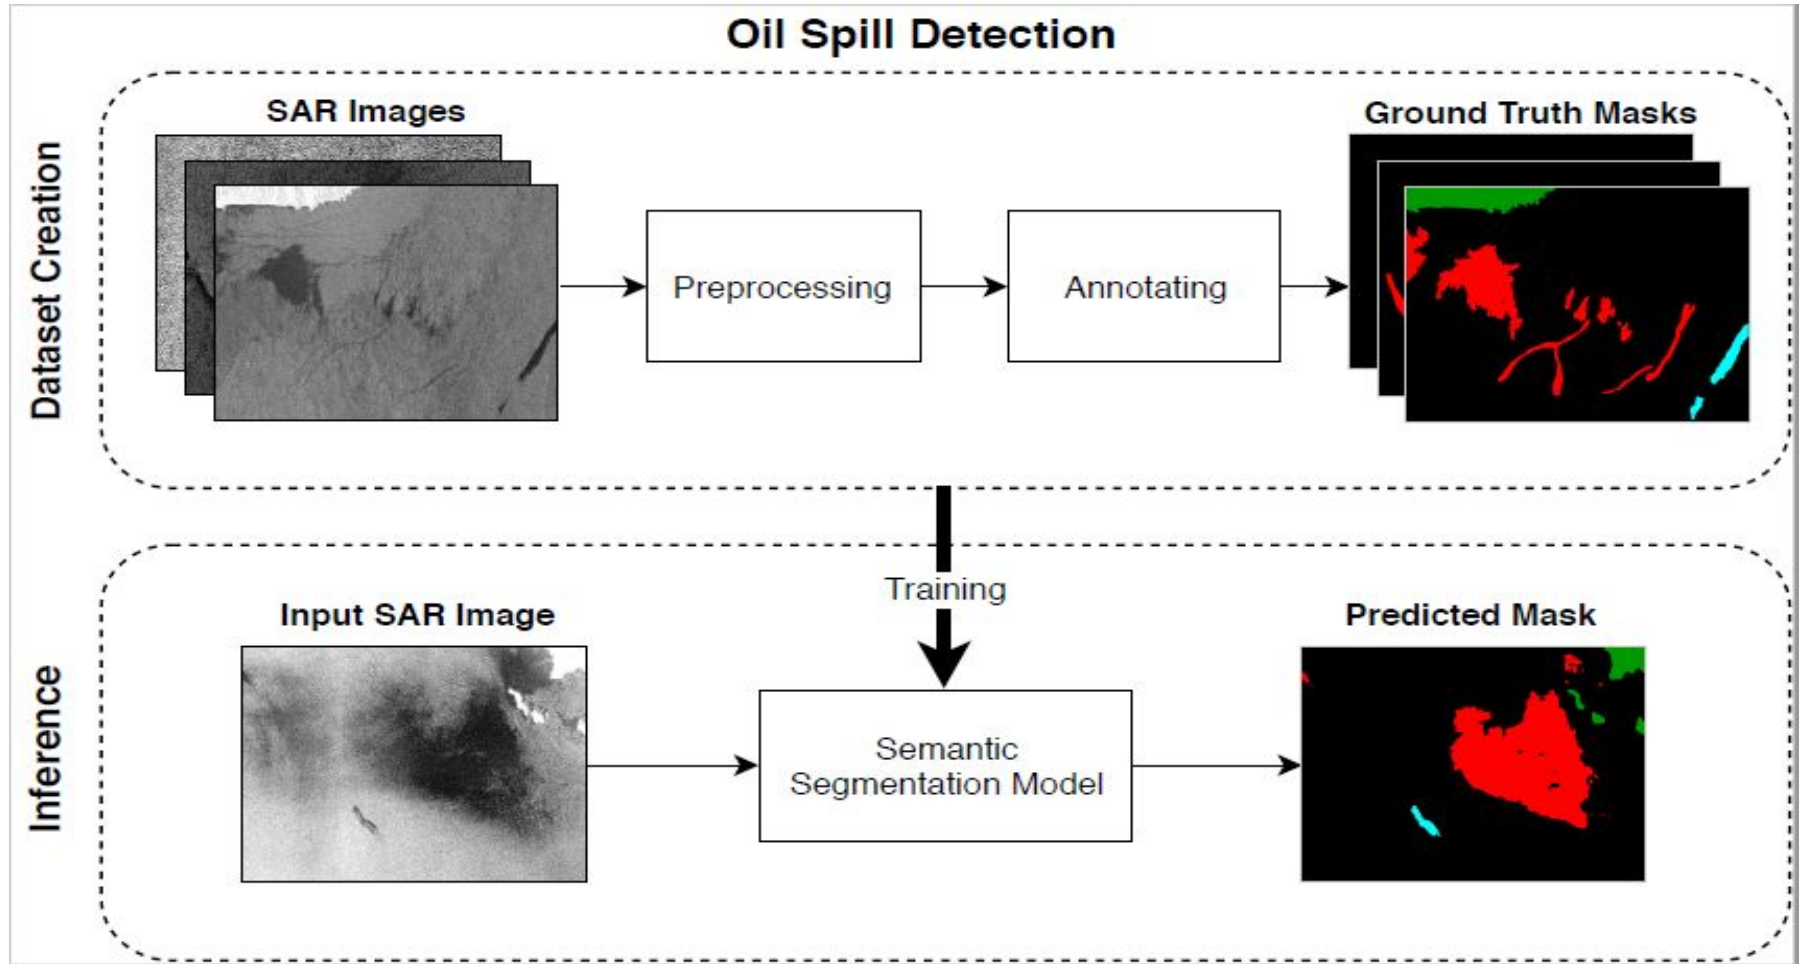 Oil Spill Detection
Dataset Creation
SAR Images
Ground Truth Masks
Preprocessing
Annotating
Training
Inference
Input SAR Image
Predicted Mask
Semantic
Segmentation Model